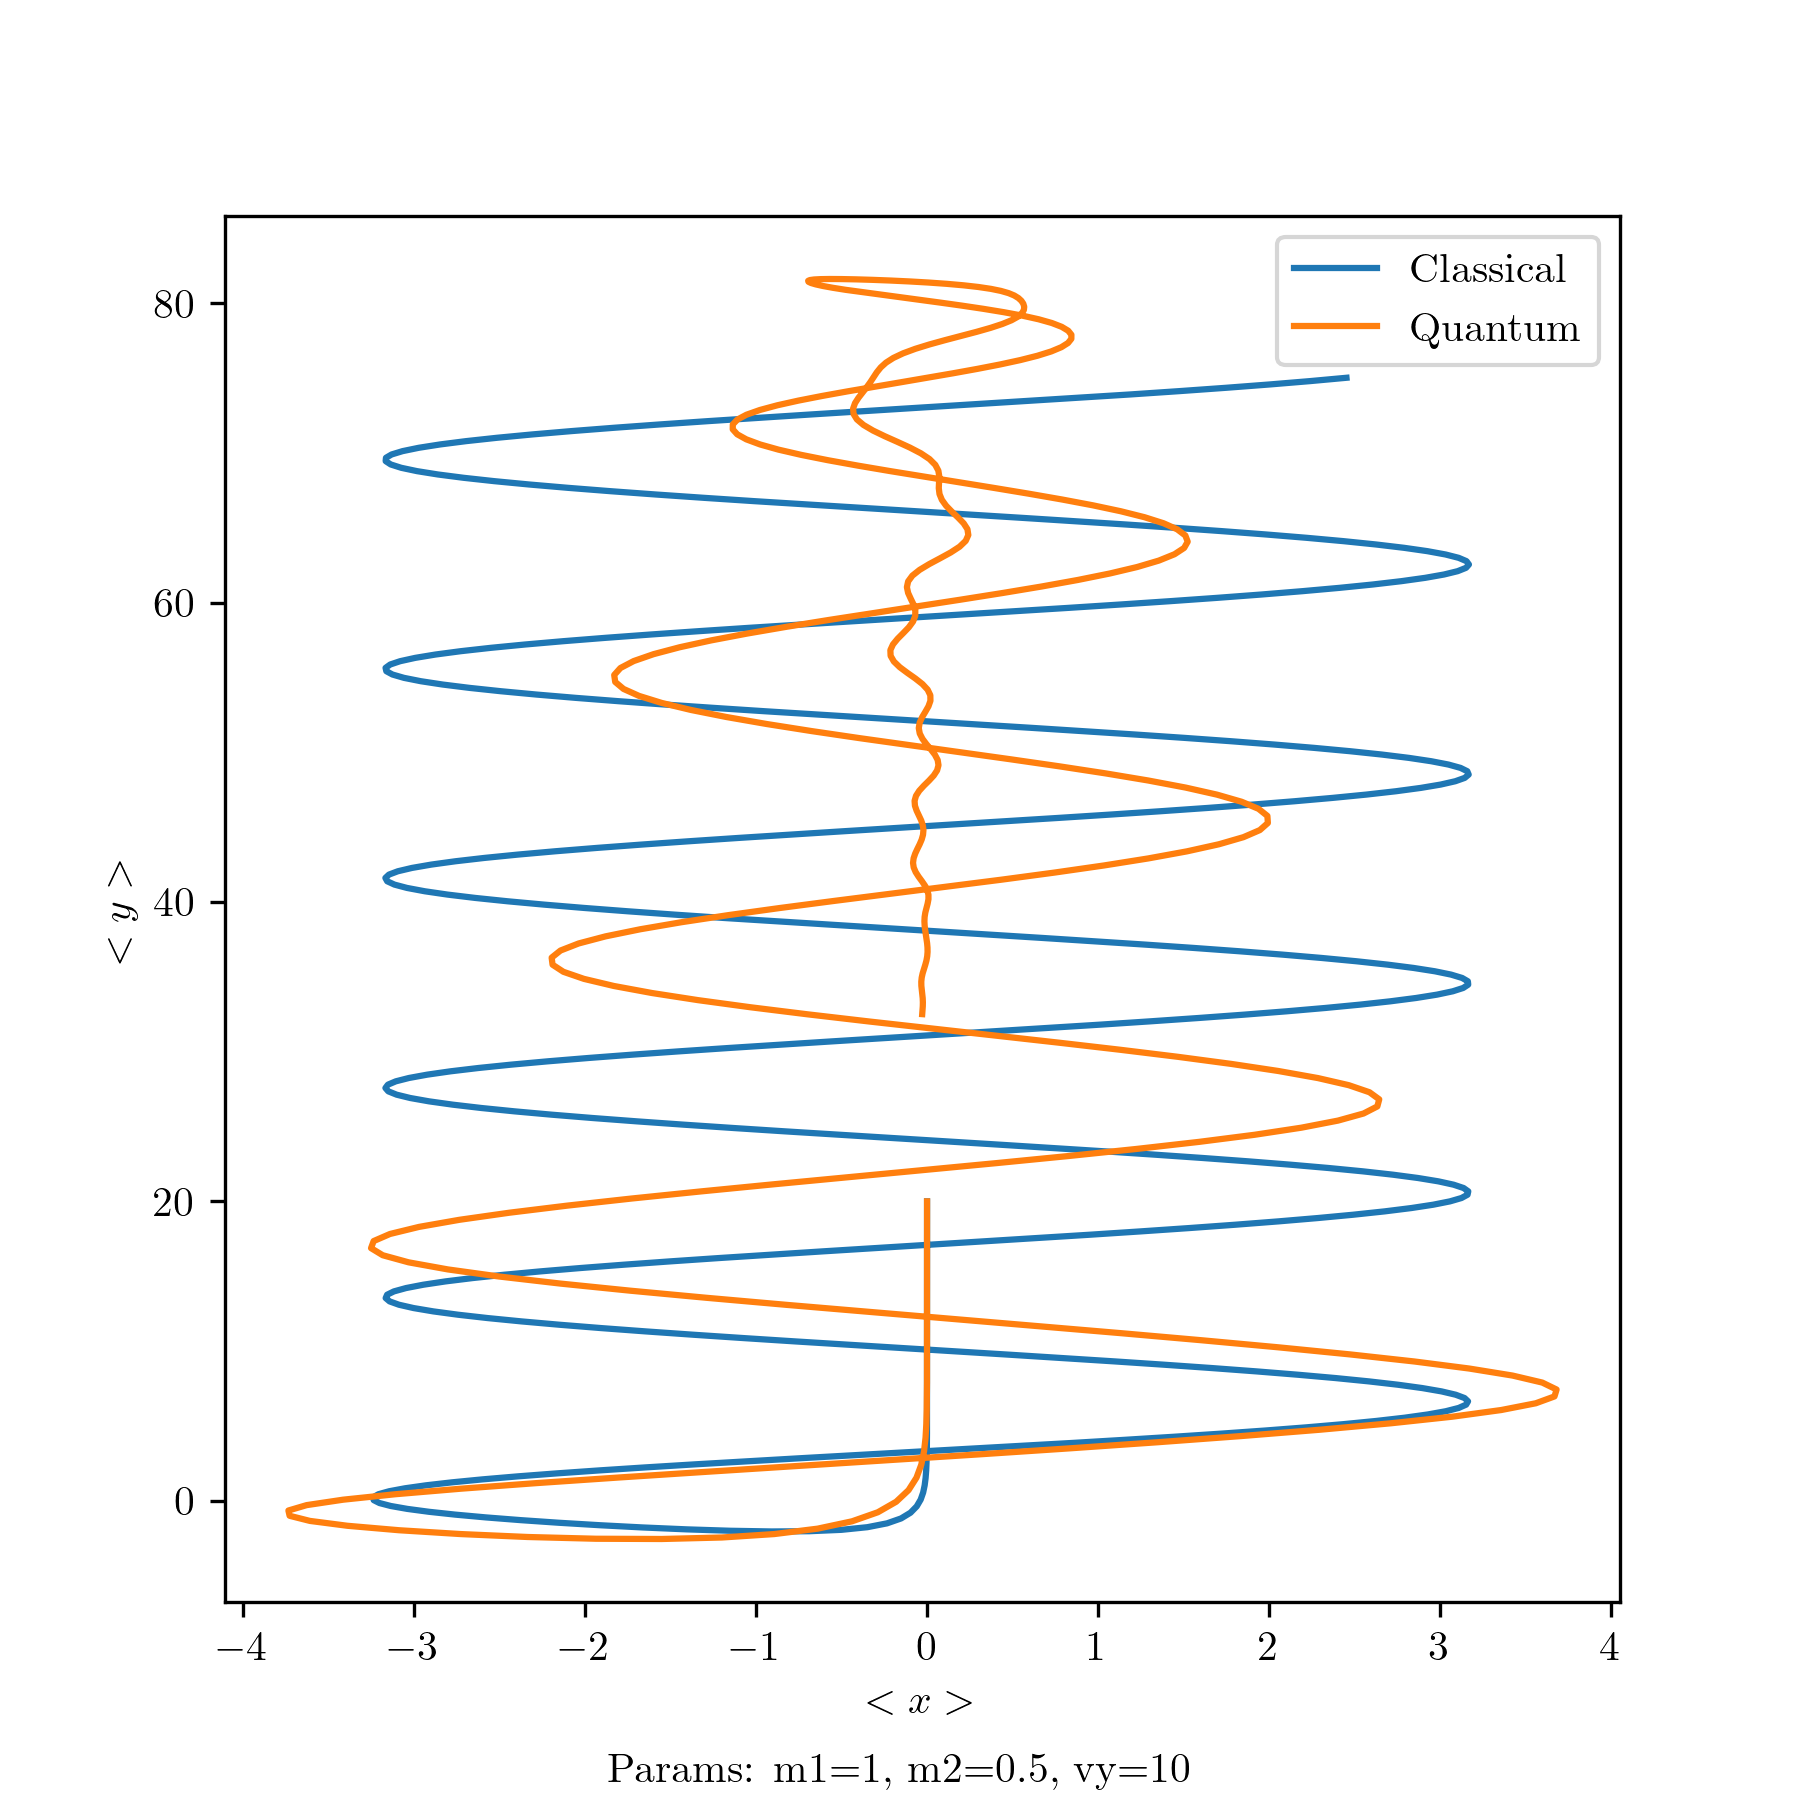 Classical
Quantum
80
60
40
20
0
< y >
−4 −3 −2 −1 0 1 2 3 4
< x >
Params: m1=1, m2=0.5, vy=10